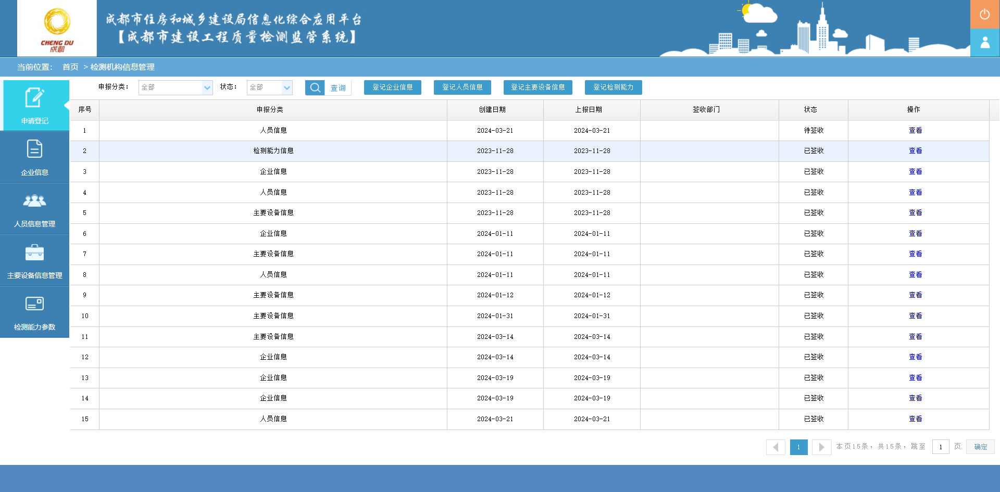 成都市住房和城乡建设局信息化综合应用平台
【成都市建设工程质量检测监管系统】
CHENG DU
成都
当前位置： 首页 > 检测机构信息管理
申请登记
企业信息
人员信息管理
主要设备信息管理
检测能力参数
申报分类： 全部 状态： 全部 查询 登记企业信息 登记人员信息 登记主要设备信息 登记检测能力
序号 申报分类 创建日期 上报日期 签收部门 状态 操作
1 人员信息 2024-03-21 2024-03-21 待签收 查看
2 检测能力信息 2023-11-28 2023-11-28 已签收 查看
3 企业信息 2023-11-28 2023-11-28 已签收 查看
4 人员信息 2023-11-28 2023-11-28 已签收 查看
5 主要设备信息 2023-11-28 2023-11-28 已签收 查看
6 企业信息 2024-01-11 2024-01-11 已签收 查看
7 主要设备信息 2024-01-11 2024-01-11 已签收 查看
8 人员信息 2024-01-11 2024-01-11 已签收 查看
9 主要设备信息 2024-01-12 2024-01-12 已签收 查看
10 主要设备信息 2024-01-31 2024-01-31 已签收 查看
11 主要设备信息 2024-03-14 2024-03-14 已签收 查看
12 企业信息 2024-03-14 2024-03-14 已签收 查看
13 企业信息 2024-03-19 2024-03-19 已签收 查看
14 企业信息 2024-03-19 2024-03-19 已签收 查看
15 人员信息 2024-03-21 2024-03-21 已签收 查看
1 本页15条，共15条，跳至 1 页 确定